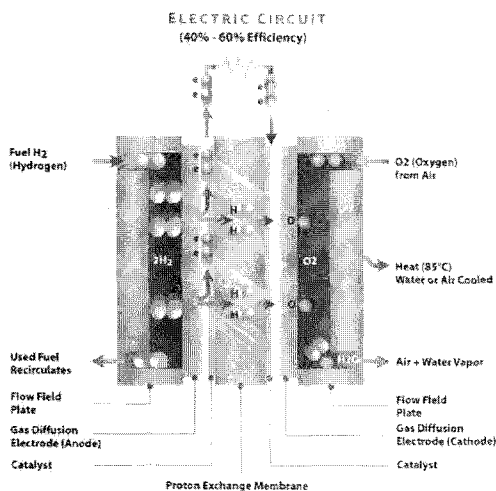 ELECTRIC CIRCUIT
(40% - 60% Efficiency)
e
e
e
e
Fuel H2
(Hydrogen)
O2 (Oxygen)
from Air
e
e
H
H
O
e
e
2H2
O2
Heat (85°C)
Water or Air Cooled
H
H
O
Used Fuel
Recirculates
H2O
Air + Water Vapor
Flow Field
Plate
Flow Field
Plate
Gas Diffusion
Electrode (Anode)
Gas Diffusion
Electrode (Cathode)
Catalyst
Catalyst
Proton Exchange Membrane